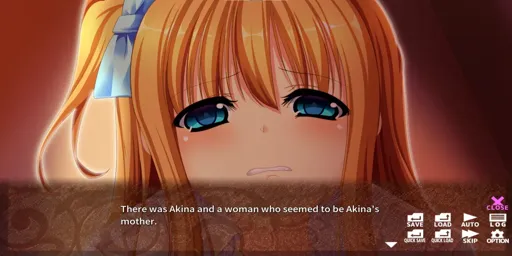 There was Akina and a woman who seemed to be Akina's
mother.
CLOSE
SAVE LOAD AUTO LOG
QUICK SAVE QUICK LOAD SKIP OPTION